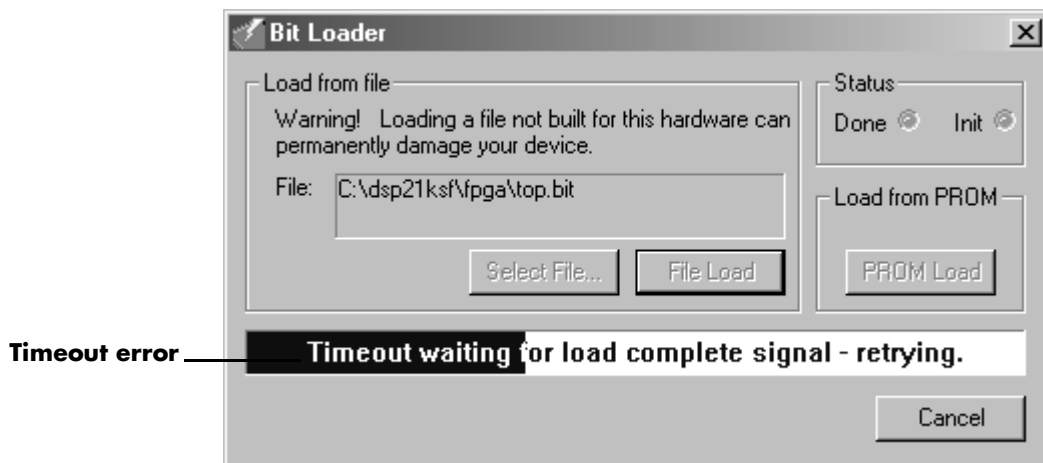 Bit Loader
Load from file
Warning! Loading a file not built for this hardware can
permanently damage your device.
File: C:\dsp21ksf\fpga\top.bit
Select File... File Load
Status
Done Init
Load from PROM
PROM Load
Timeout error
Timeout waiting for load complete signal - retrying.
Cancel